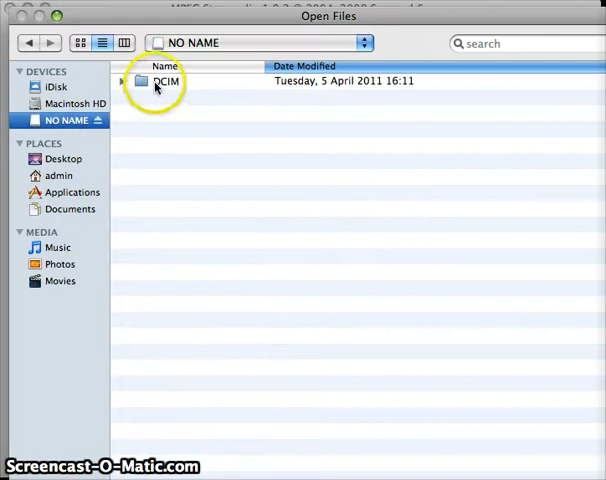 Open Files
NO NAME
search
Name
Date Modified
DEVICES
iDisk
Macintosh HD
NO NAME
DCIM
Tuesday, 5 April 2011 16:11
PLACES
Desktop
admin
Applications
Documents
MEDIA
Music
Photos
Movies
Screencast-O-Matic.com